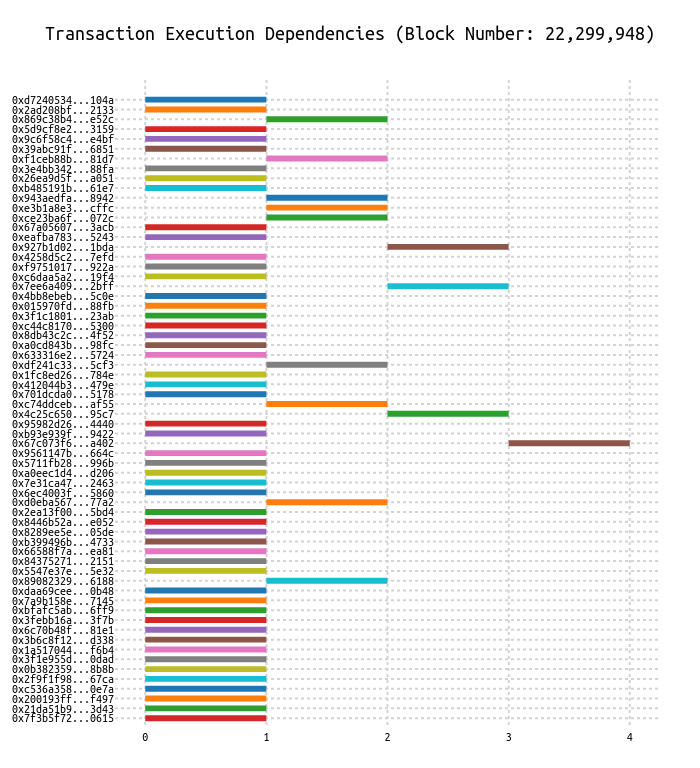 Transaction Execution Dependencies (Block Number: 22,299,948)
0xd7240534...104a
0x2ad208bf...2133
0x869c38b4...e52c
0x5d9cf8e2...3159
0x9c6f58c4...e4bf
0x39abc91f...6851
0xf1ceb88b...81d7
0x3e4bb342...88fa
0x26ea9d5f...a051
0xb485191b...61e7
0x943aedfa...8942
0xe3b1a8e3...cffc
0xce23ba6f...072c
0x67a05607...3acb
0xeafba783...5243
0x927b1d02...1bda
0x4258d5c2...7efd
0xf9751017...922a
0xc6daa5a2...19f4
0x7ee6a409...2bff
0x4bb8ebeb...5c0e
0x015970fd...88fb
0x3f1c1801...23ab
0xc44c8170...5300
0x8db43c2c...4f52
0xa0cd843b...98fc
0x633316e2...5724
0xdf241c33...5cf3
0x1fc8ed26...784e
0x412044b3...479e
0x701dcda0...5178
0xc74ddceb...af55
0x4c25c650...95c7
0x95982d26...4440
0xb93e939f...9422
0x67c073f6...a402
0x9561147b...664c
0x5711fb28...996b
0xa0eec1d4...d206
0x7e31ca47...2463
0x6ec4003f...5860
0xd0eba567...77a2
0x2ea13f00...5bd4
0x8446b52a...e052
0x8289ee5e...05de
0xb399496b...4733
0x66588f7a...ea81
0x84375271...2151
0x5547e37e...5e32
0x89082329...6188
0xdaa69cee...0b48
0x7a9b158e...7145
0xbfafc5ab...6ff9
0x3febb16a...3f7b
0x6c70b48f...81e1
0x3b6c8f12...d338
0x1a517044...f6b4
0x3f1e955d...0dad
0x0b382359...8b8b
0x2f9f1f98...67ca
0xc536a358...0e7a
0x200193ff...f497
0x21da51b9...3d43
0x7f3b5f72...0615
0 1 2 3 4